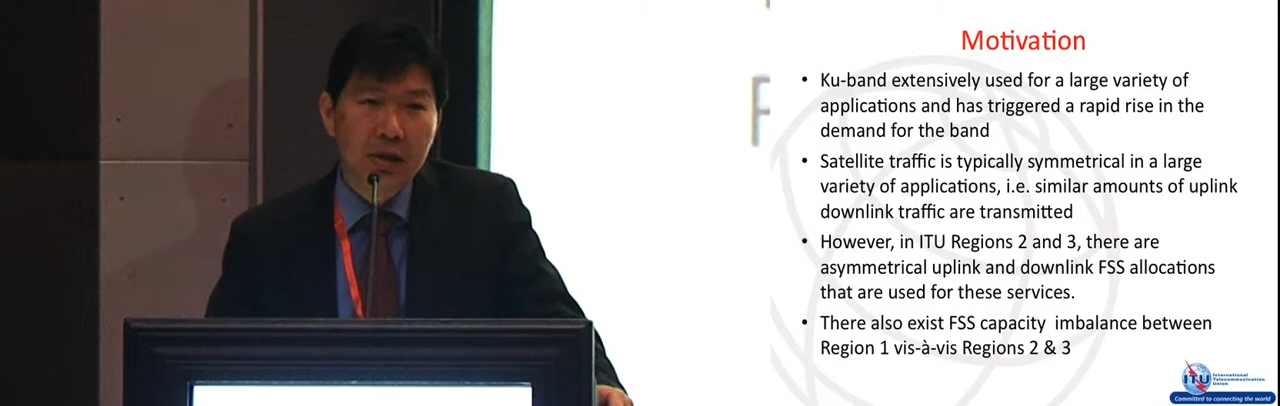 Motivation
• Ku-band extensively used for a large variety of
applications and has triggered a rapid rise in the
demand for the band
• Satellite traffic is typically symmetrical in a large
variety of applications, i.e. similar amounts of uplink
downlink traffic are transmitted
• However, in ITU Regions 2 and 3, there are
asymmetrical uplink and downlink FSS allocations
that are used for these services.
• There also exist FSS capacity imbalance between
Region 1 vis-à-vis Regions 2 & 3
ITU
International
Telecommunication
Union
Committed to connecting the world